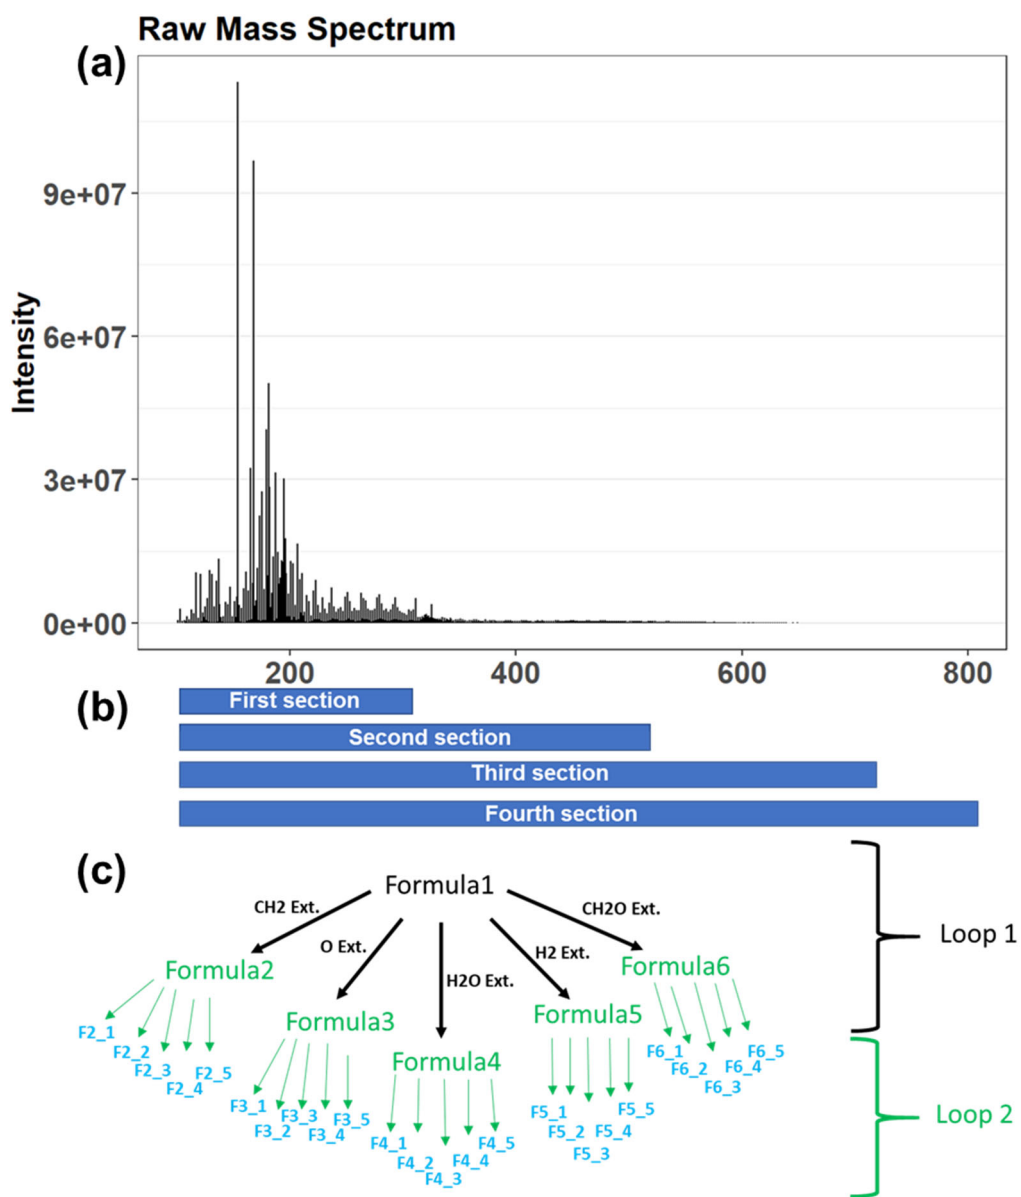 Raw Mass Spectrum
(a)
Intensity
9e+07
6e+07
3e+07
0e+00
200 400 600 800
(b)
First section
Second section
Third section
Fourth section
(c)
Formula1
CH2 Ext.
O Ext.
H2O Ext.
H2 Ext.
CH2O Ext.
Loop 1
Formula2
Formula3
Formula4
Formula5
Formula6
F2_1
F2_2
F2_3
F2_4
F2_5
F3_1
F3_2
F3_3
F3_4
F3_5
F4_1
F4_2
F4_3
F4_4
F4_5
F5_1
F5_2
F5_3
F5_4
F5_5
F6_1
F6_2
F6_3
F6_4
F6_5
Loop 2